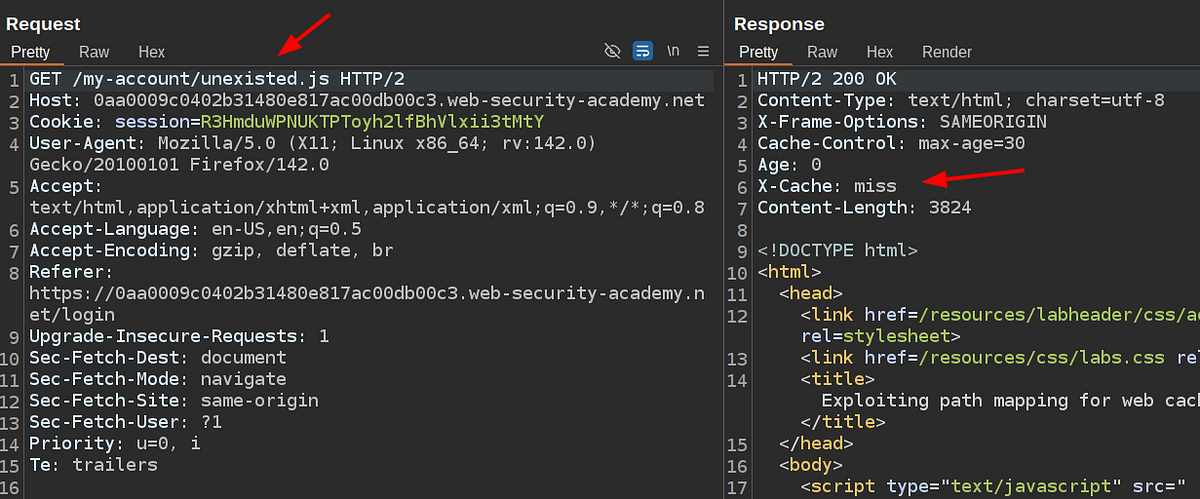 Request
Pretty Raw Hex
\n
1 GET /my-account/unexisted.js HTTP/2
2 Host: 0aa0009c0402b31480e817ac00db00c3.web-security-academy.net
3 Cookie: session=R3HmduWPNUKTPToyh2lfBhVlxii3tMtY
4 User-Agent: Mozilla/5.0 (X11; Linux x86_64; rv:142.0)
Gecko/20100101 Firefox/142.0
5 Accept:
text/html,application/xhtml+xml,application/xml;q=0.9,*/*;q=0.8
6 Accept-Language: en-US,en;q=0.5
7 Accept-Encoding: gzip, deflate, br
8 Referer:
https://0aa0009c0402b31480e817ac00db00c3.web-security-academy.n
et/login
9 Upgrade-Insecure-Requests: 1
10 Sec-Fetch-Dest: document
11 Sec-Fetch-Mode: navigate
12 Sec-Fetch-Site: same-origin
13 Sec-Fetch-User: ?1
14 Priority: u=0, i
15 Te: trailers
16
Response
Pretty Raw Hex Render
1 HTTP/2 200 OK
2 Content-Type: text/html; charset=utf-8
3 X-Frame-Options: SAMEORIGIN
4 Cache-Control: max-age=30
5 Age: 0
6 X-Cache: miss
7 Content-Length: 3824
8
9 <!DOCTYPE html>
10 <html>
11 <head>
12 <link href=/resources/labheader/css/a
rel=stylesheet>
13 <link href=/resources/css/labs.css re
14 <title>
Exploiting path mapping for web cac
</title>
15 </head>
16 <body>
17 <script type="text/javascript" src="